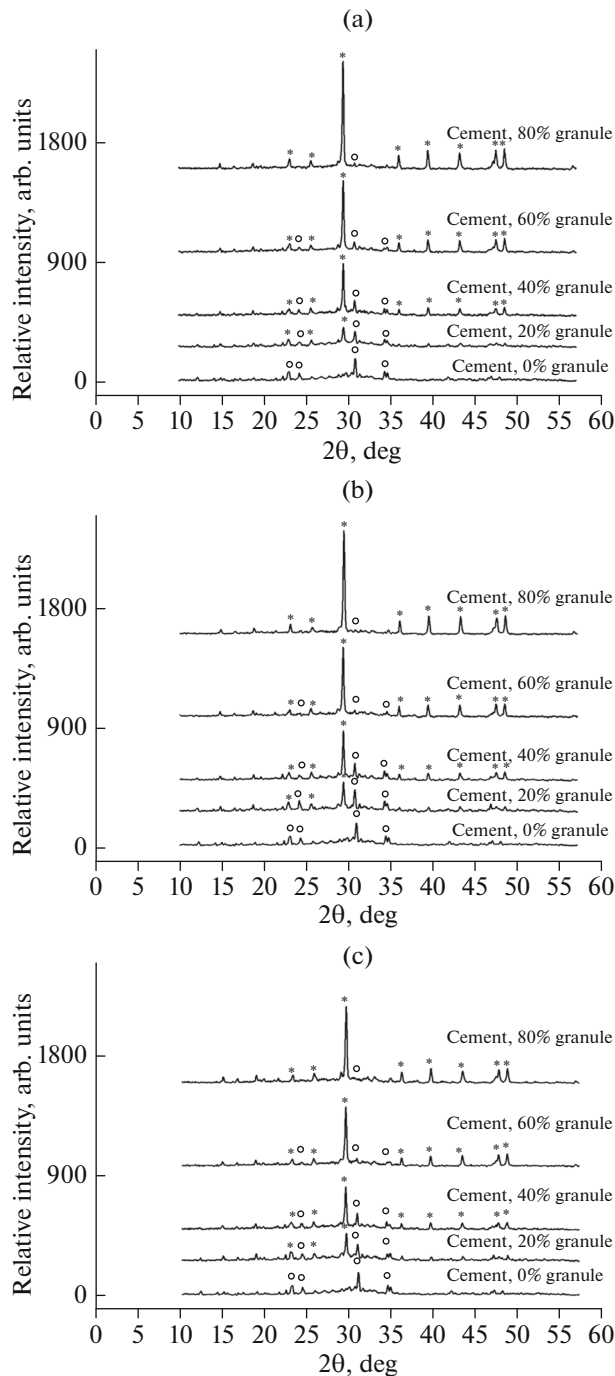 (a)
Relative intensity, arb. units
1800
900
0
Cement, 80% granule
Cement, 60% granule
Cement, 40% granule
Cement, 20% granule
Cement, 0% granule
0 5 10 15 20 25 30 35 40 45 50 55 60
2θ, deg
(b)
Relative intensity, arb. units
1800
900
0
Cement, 80% granule
Cement, 60% granule
Cement, 40% granule
Cement, 20% granule
Cement, 0% granule
0 5 10 15 20 25 30 35 40 45 50 55 60
2θ, deg
(c)
Relative intensity, arb. units
1800
900
0
Cement, 80% granule
Cement, 60% granule
Cement, 40% granule
Cement, 20% granule
Cement, 0% granule
0 5 10 15 20 25 30 35 40 45 50 55 60
2θ, deg